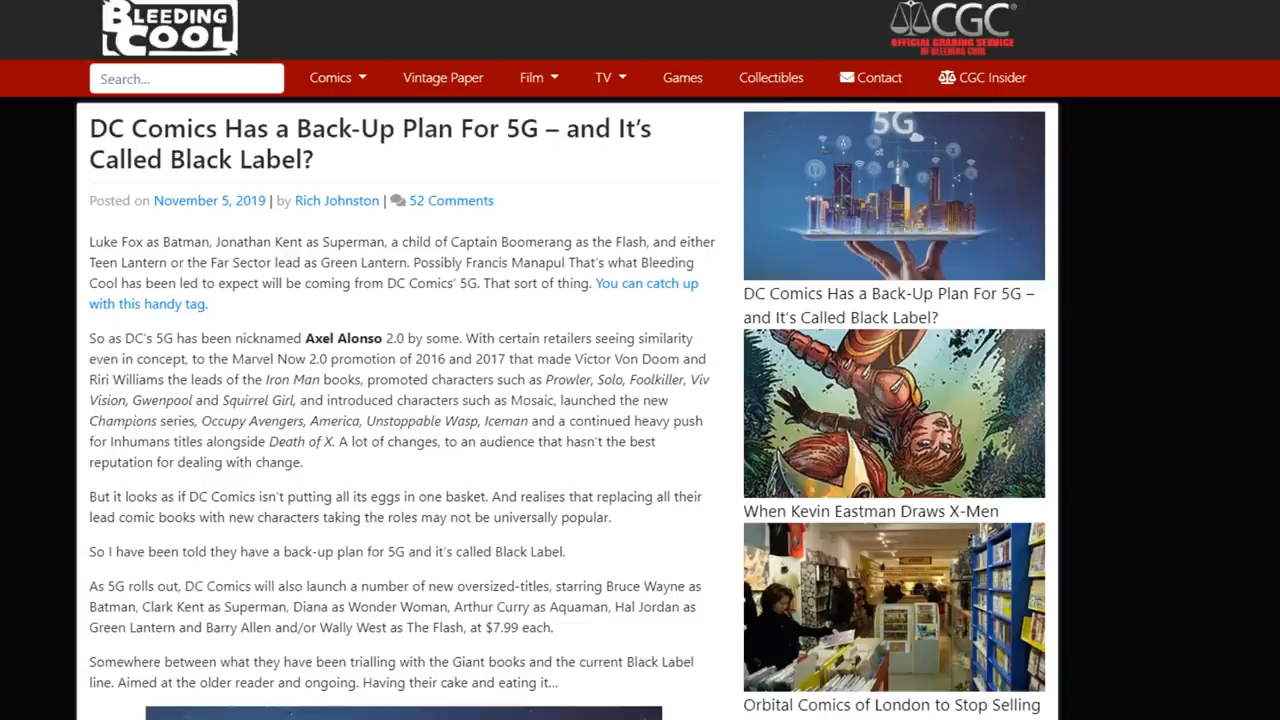 BLEEDING
COOL
CGC
OFFICIAL GRADING SERVICE
OF BLEEDING COOL
Search...
Comics
Vintage Paper
Film
TV
Games
Collectibles
Contact
CGC Insider
DC Comics Has a Back-Up Plan For 5G – and It's
Called Black Label?
Posted on November 5, 2019 | by Rich Johnston | 52 Comments
Luke Fox as Batman, Jonathan Kent as Superman, a child of Captain Boomerang as the Flash, and either
Teen Lantern or the Far Sector lead as Green Lantern. Possibly Francis Manapul That's what Bleeding
Cool has been led to expect will be coming from DC Comics' 5G. That sort of thing. You can catch up
with this handy tag.
So as DC's 5G has been nicknamed Axel Alonso 2.0 by some. With certain retailers seeing similarity
even in concept, to the Marvel Now 2.0 promotion of 2016 and 2017 that made Victor Von Doom and
Riri Williams the leads of the Iron Man books, promoted characters such as Prowler, Solo, Foolkiller, Viv
Vision, Gwenpool and Squirrel Girl, and introduced characters such as Mosaic, launched the new
Champions series, Occupy Avengers, America, Unstoppable Wasp, Iceman and a continued heavy push
for Inhumans titles alongside Death of X. A lot of changes, to an audience that hasn't the best
reputation for dealing with change.
But it looks as if DC Comics isn't putting all its eggs in one basket. And realises that replacing all their
lead comic books with new characters taking the roles may not be universally popular.
So I have been told they have a back-up plan for 5G and it's called Black Label.
As 5G rolls out, DC Comics will also launch a number of new oversized-titles, starring Bruce Wayne as
Batman, Clark Kent as Superman, Diana as Wonder Woman, Arthur Curry as Aquaman, Hal Jordan as
Green Lantern and Barry Allen and/or Wally West as The Flash, at $7.99 each.
Somewhere between what they have been trialling with the Giant books and the current Black Label
line. Aimed at the older reader and ongoing. Having their cake and eating it...
5G
DC Comics Has a Back-Up Plan For 5G –
and It's Called Black Label?
When Kevin Eastman Draws X-Men
Orbital Comics of London to Stop Selling